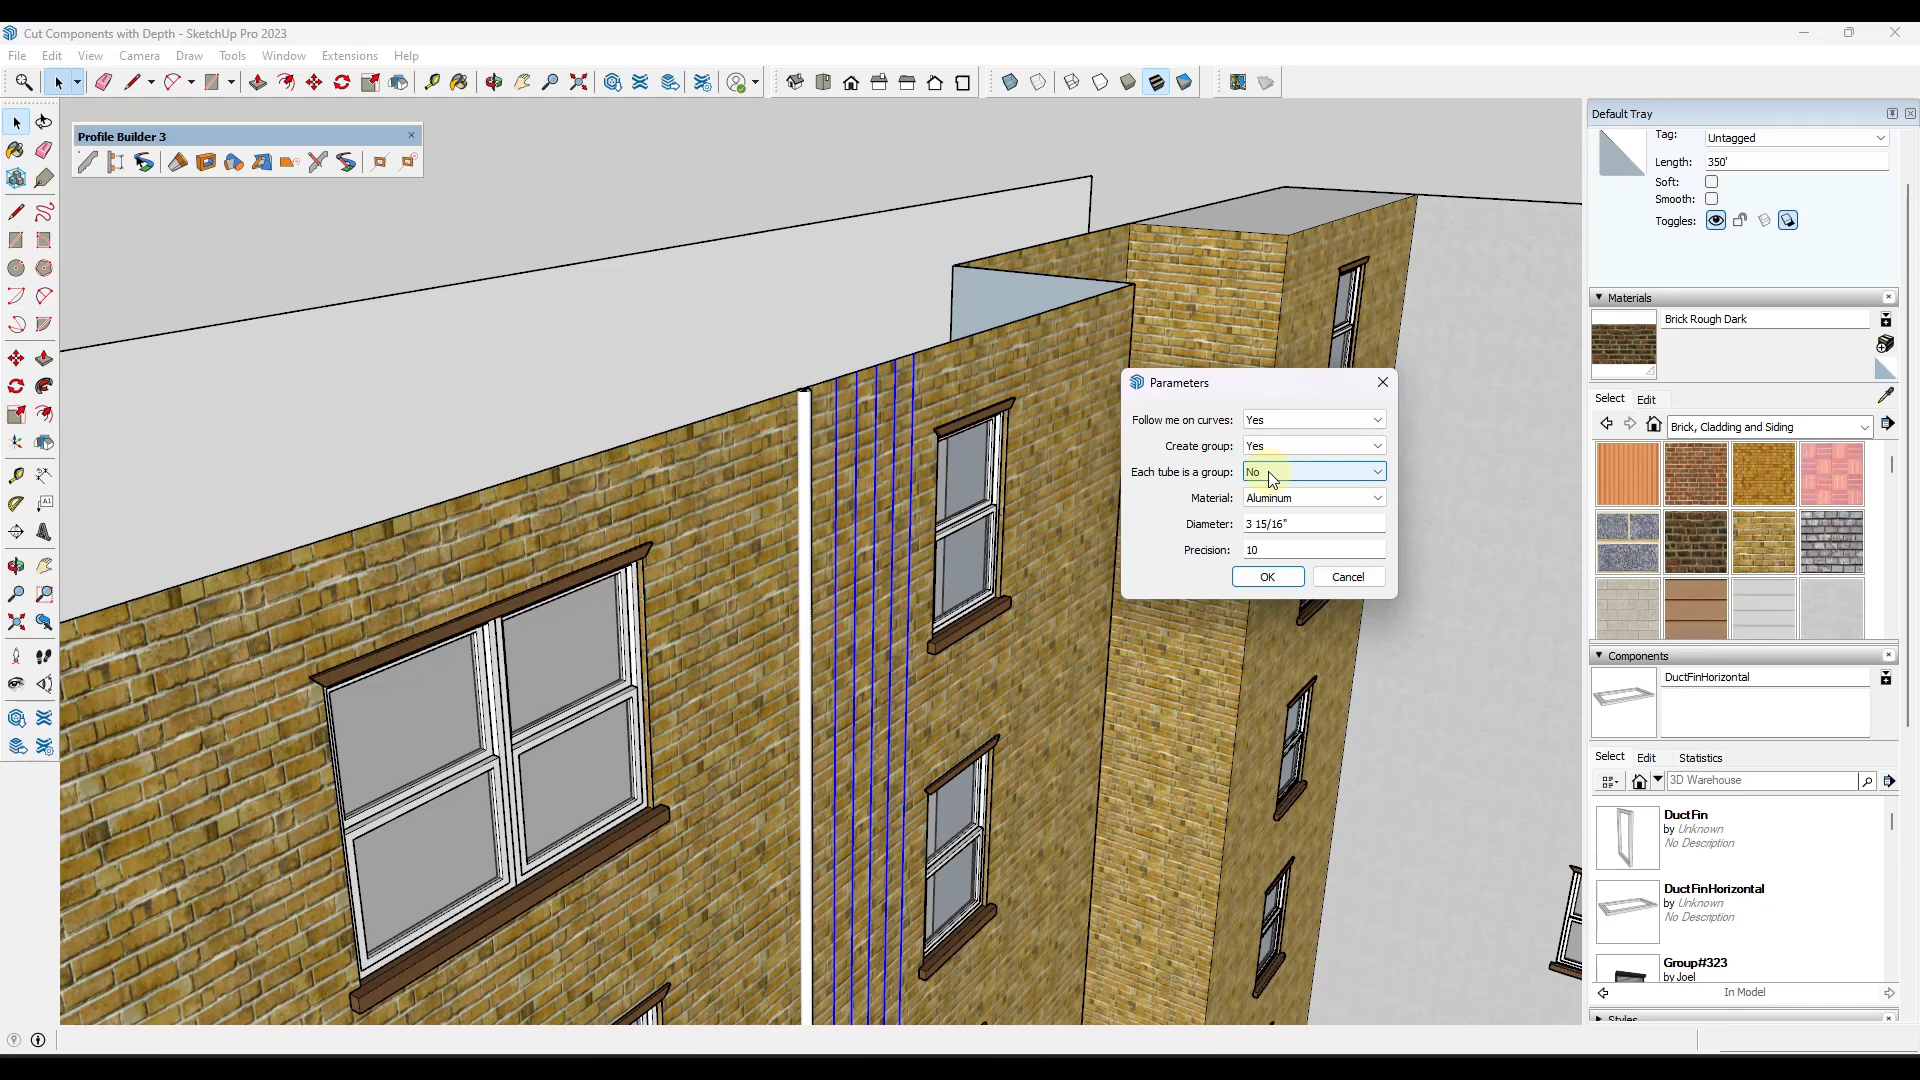 Cut Components with Depth - SketchUp Pro 2023
File Edit View Camera Draw Tools Window Extensions Help
Profile Builder 3
Default Tray
Tag: Untagged
Length: 350'
Soft:
Smooth:
Toggles:
Materials
Brick Rough Dark
Select Edit
Brick, Cladding and Siding
Parameters
Follow me on curves: Yes
Create group: Yes
Each tube is a group: No
Material: Aluminum
Diameter: 3 15/16"
Precision: 10
OK Cancel
Components
DuctFinHorizontal
Select Edit Statistics
3D Warehouse
DuctFin
by Unknown
No Description
DuctFinHorizontal
by Unknown
No Description
Group#323
by Joel
In Model
Styles